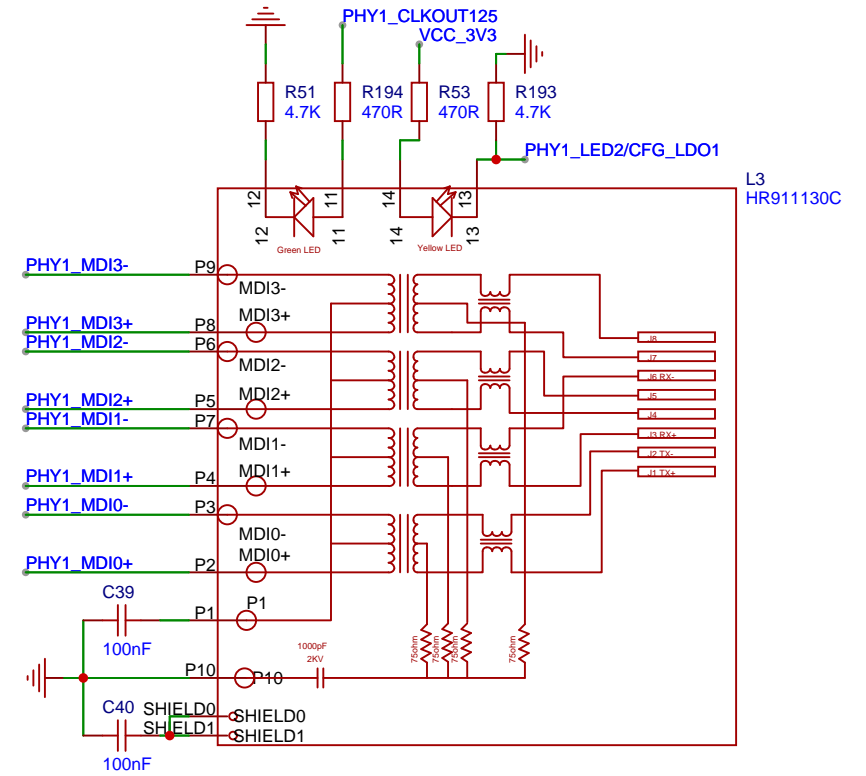 PHY1_CLKOUT125
VCC_3V3
R51
4.7K
R194
470R
R53
470R
R193
4.7K
PHY1_LED2/CFG_LDO1
L3
HR911130C
12
11
14
13
12
11
14
13
Green LED
Yellow LED
PHY1_MDI3-
P9
MDI3-
PHY1_MDI3+
P8
MDI3+
PHY1_MDI2-
P6
MDI2-
PHY1_MDI2+
P5
MDI2+
PHY1_MDI1-
P7
MDI1-
PHY1_MDI1+
P4
MDI1+
PHY1_MDI0-
P3
MDI0-
PHY1_MDI0+
P2
MDI0+
J8
J7
J6 RX-
J5
J4
J3 RX+
J2 TX-
J1 TX+
C39
100nF
P1
P1
P10
P10
1000pF
2KV
75ohm
75ohm
75ohm
75ohm
C40
100nF
SHIELD0
SHIELD0
SHIELD1
SHIELD1